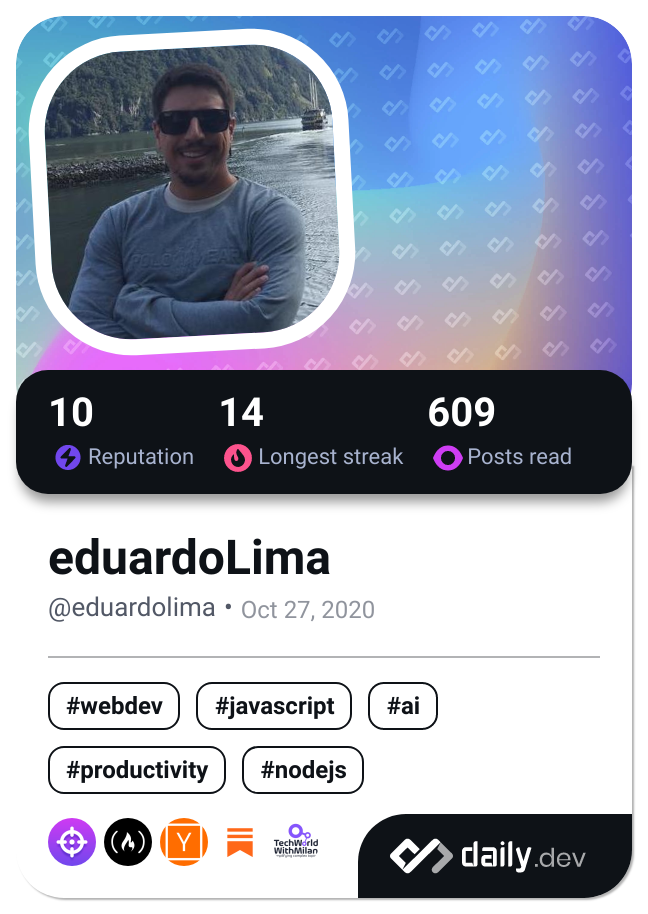 10 14 609
Reputation Longest streak Posts read
eduardoLima
@eduardolima • Oct 27, 2020
#webdev #javascript #ai
#productivity #nodejs
Y
TechWorld
WithMilan
daily.dev